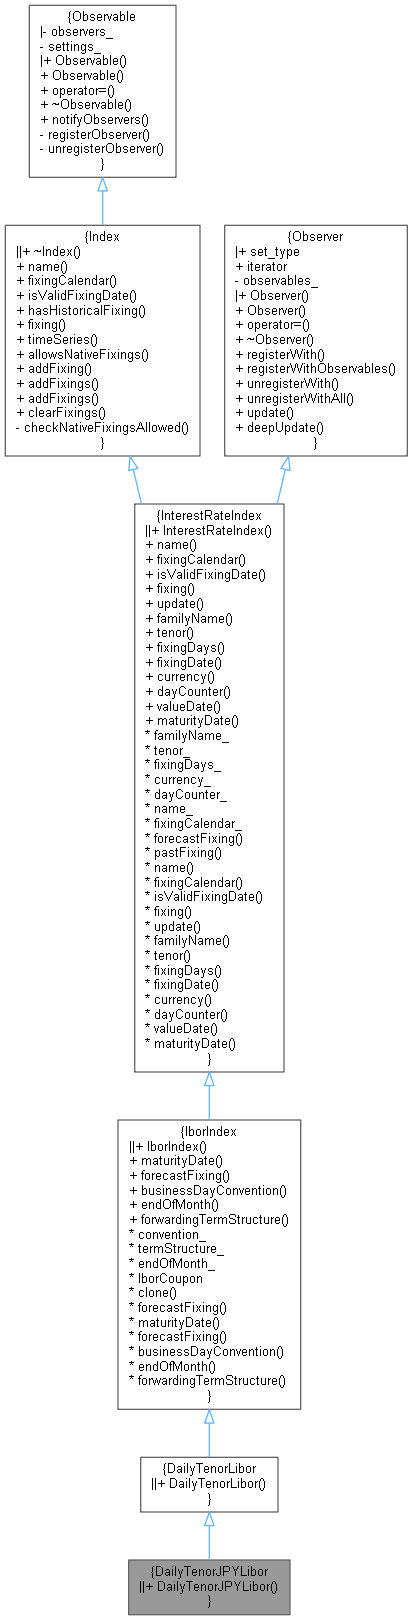 {Observable
|- observers_
- settings_
|+ Observable()
+ Observable()
+ operator=()
+ ~Observable()
+ notifyObservers()
- registerObserver()
- unregisterObserver()
}
{Index
||+ ~Index()
+ name()
+ fixingCalendar()
+ isValidFixingDate()
+ hasHistoricalFixing()
+ fixing()
+ timeSeries()
+ allowsNativeFixings()
+ addFixing()
+ addFixings()
+ addFixings()
+ clearFixings()
- checkNativeFixingsAllowed()
}
{Observer
|+ set_type
+ iterator
- observables_
|+ Observer()
+ Observer()
+ operator=()
+ ~Observer()
+ registerWith()
+ registerWithObservables()
+ unregisterWith()
+ unregisterWithAll()
+ update()
+ deepUpdate()
}
{InterestRateIndex
||+ InterestRateIndex()
+ name()
+ fixingCalendar()
+ isValidFixingDate()
+ fixing()
+ update()
+ familyName()
+ tenor()
+ fixingDays()
+ fixingDate()
+ currency()
+ dayCounter()
+ valueDate()
+ maturityDate()
* familyName_
* tenor_
* fixingDays_
* currency_
* dayCounter_
* name_
* fixingCalendar_
* forecastFixing()
* pastFixing()
* name()
* fixingCalendar()
* isValidFixingDate()
* fixing()
* update()
* familyName()
* tenor()
* fixingDays()
* fixingDate()
* currency()
* dayCounter()
* valueDate()
* maturityDate()
}
{IborIndex
||+ IborIndex()
+ maturityDate()
+ forecastFixing()
+ businessDayConvention()
+ endOfMonth()
+ forwardingTermStructure()
* convention_
* termStructure_
* endOfMonth_
* IborCoupon
* clone()
* forecastFixing()
* maturityDate()
* forecastFixing()
* businessDayConvention()
* endOfMonth()
* forwardingTermStructure()
}
{DailyTenorLibor
||+ DailyTenorLibor()
}
{DailyTenorJPYLibor
||+ DailyTenorJPYLibor()
}